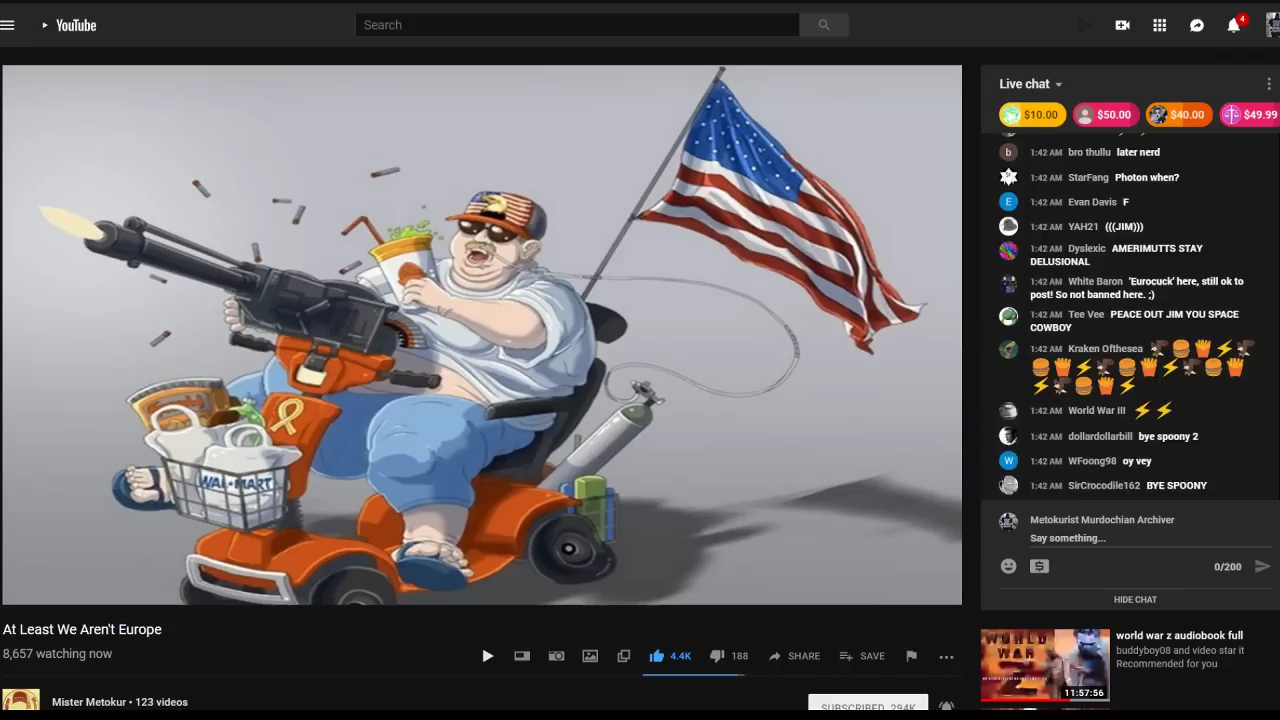 YouTube
Search
4
WAL-MART
Live chat
$10.00 $50.00 $40.00 $49.99
1:42 AM bro thullu later nerd
1:42 AM StarFang Photon when?
1:42 AM Evan Davis F
1:42 AM YAH21 (((JIM)))
1:42 AM Dyslexic AMERIMUTTS STAY
DELUSIONAL
1:42 AM White Baron 'Eurocuck' here, still ok to
post! So not banned here. ;)
1:42 AM Tee Vee PEACE OUT JIM YOU SPACE
COWBOY
1:42 AM Kraken Ofthesea 🍔🍟⚡
🍔🍟⚡🍔🍟⚡🍔🍟
⚡🍔🍟⚡
1:42 AM World War III ⚡⚡
1:42 AM dollardollarbill bye spoony 2
1:42 AM WFoong98 oy vey
1:42 AM SirCrocodile162 BYE SPOONY
Metokurist Murdochian Archiver
Say something...
0/200
HIDE CHAT
At Least We Aren't Europe
8,657 watching now
4.4K 188 SHARE SAVE
Mister Metokur • 123 videos
SUBSCRIBED 294K
WORLD
WAR
11:57:56
world war z audiobook full
buddyboy08 and video star it
Recommended for you